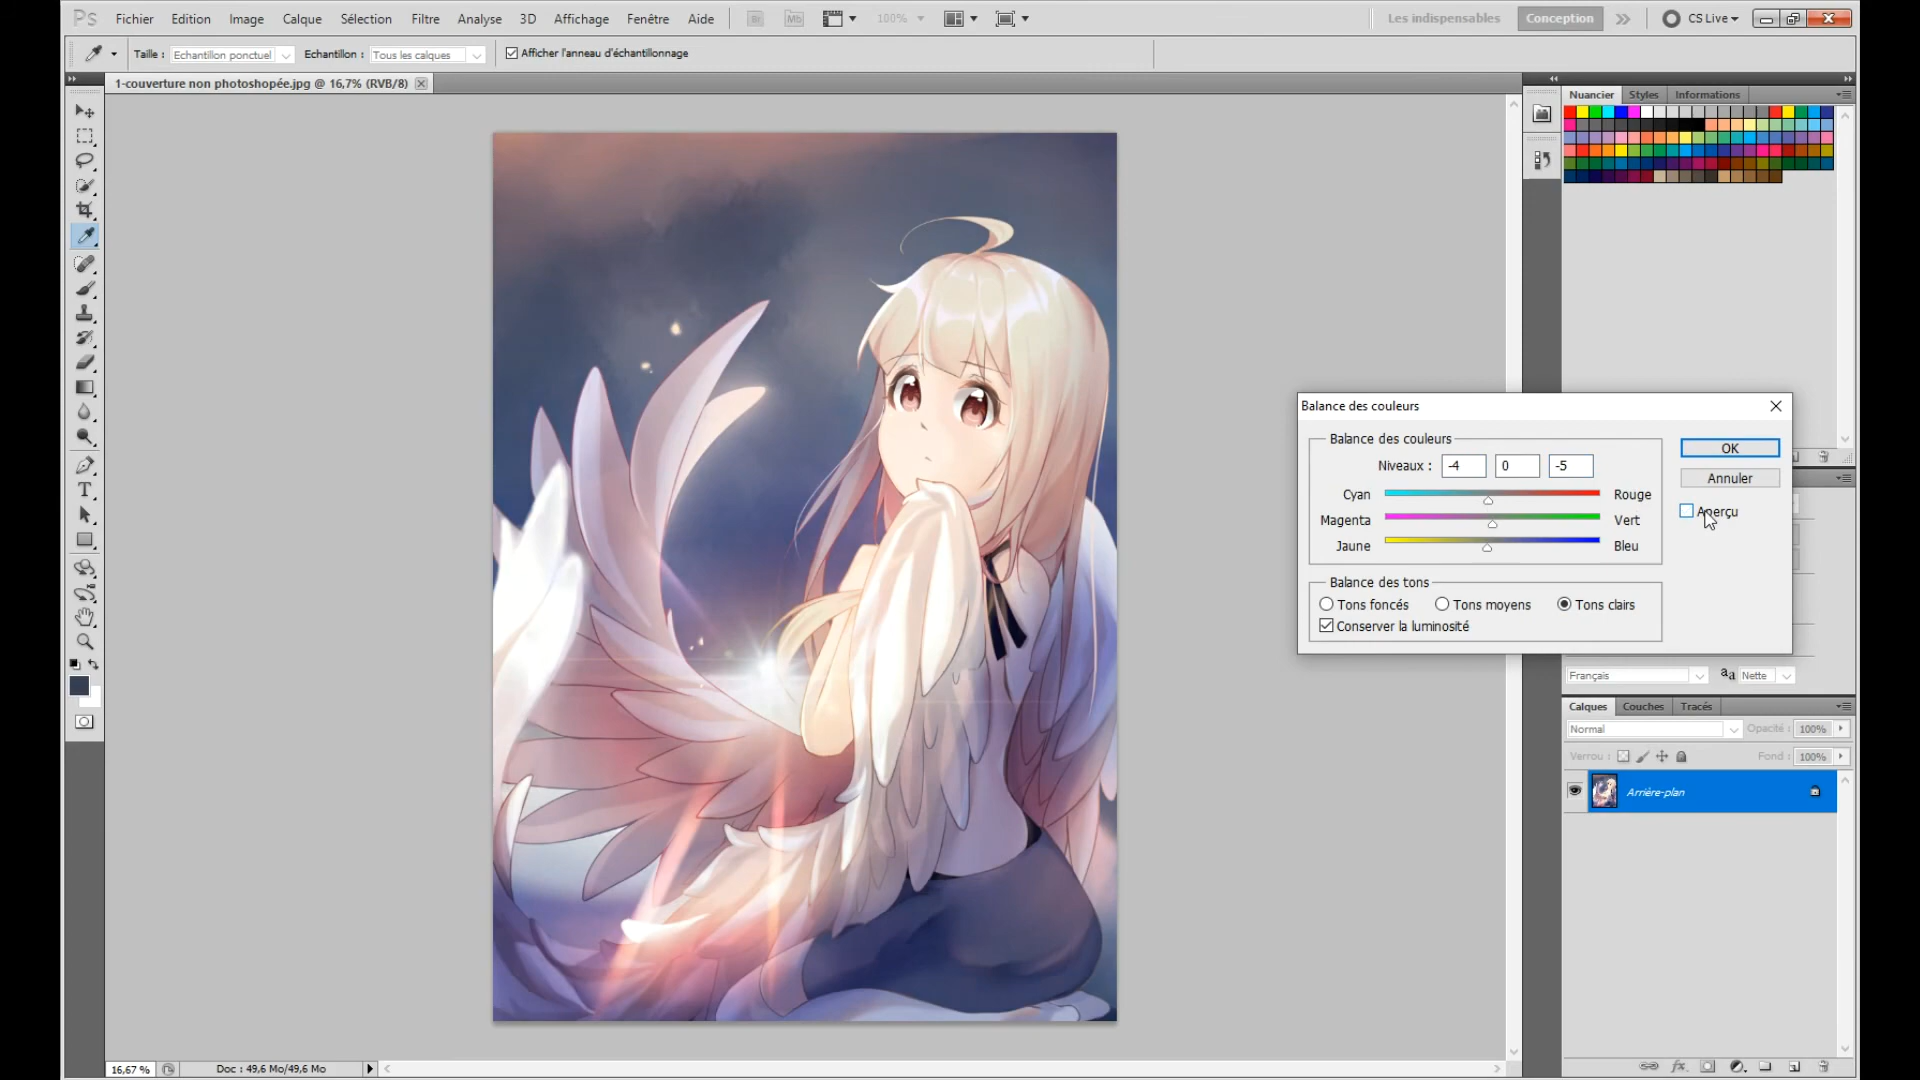 Ps Fichier Edition Image Calque Sélection Filtre Analyse 3D Affichage Fenêtre Aide Br Mb 100% Les indispensables Conception CS Live
Taille : Echantillon ponctuel Echantillon : Tous les calques Afficher l'anneau d'échantillonnage
1-couverture non photoshopée.jpg @ 16,7% (RVB/8)
Nuancier Styles Informations
Balance des couleurs
Balance des couleurs
Niveaux : -4 0 -5
Cyan Rouge
Magenta Vert
Jaune Bleu
OK
Annuler
Aperçu
Balance des tons
Tons foncés Tons moyens Tons clairs
Conserver la luminosité
Français aa Nette
Calques Couches Tracés
Normal Opacité : 100%
Verrou : Fond : 100%
Arrière-plan
16,67 % Doc : 49,6 Mo/49,6 Mo